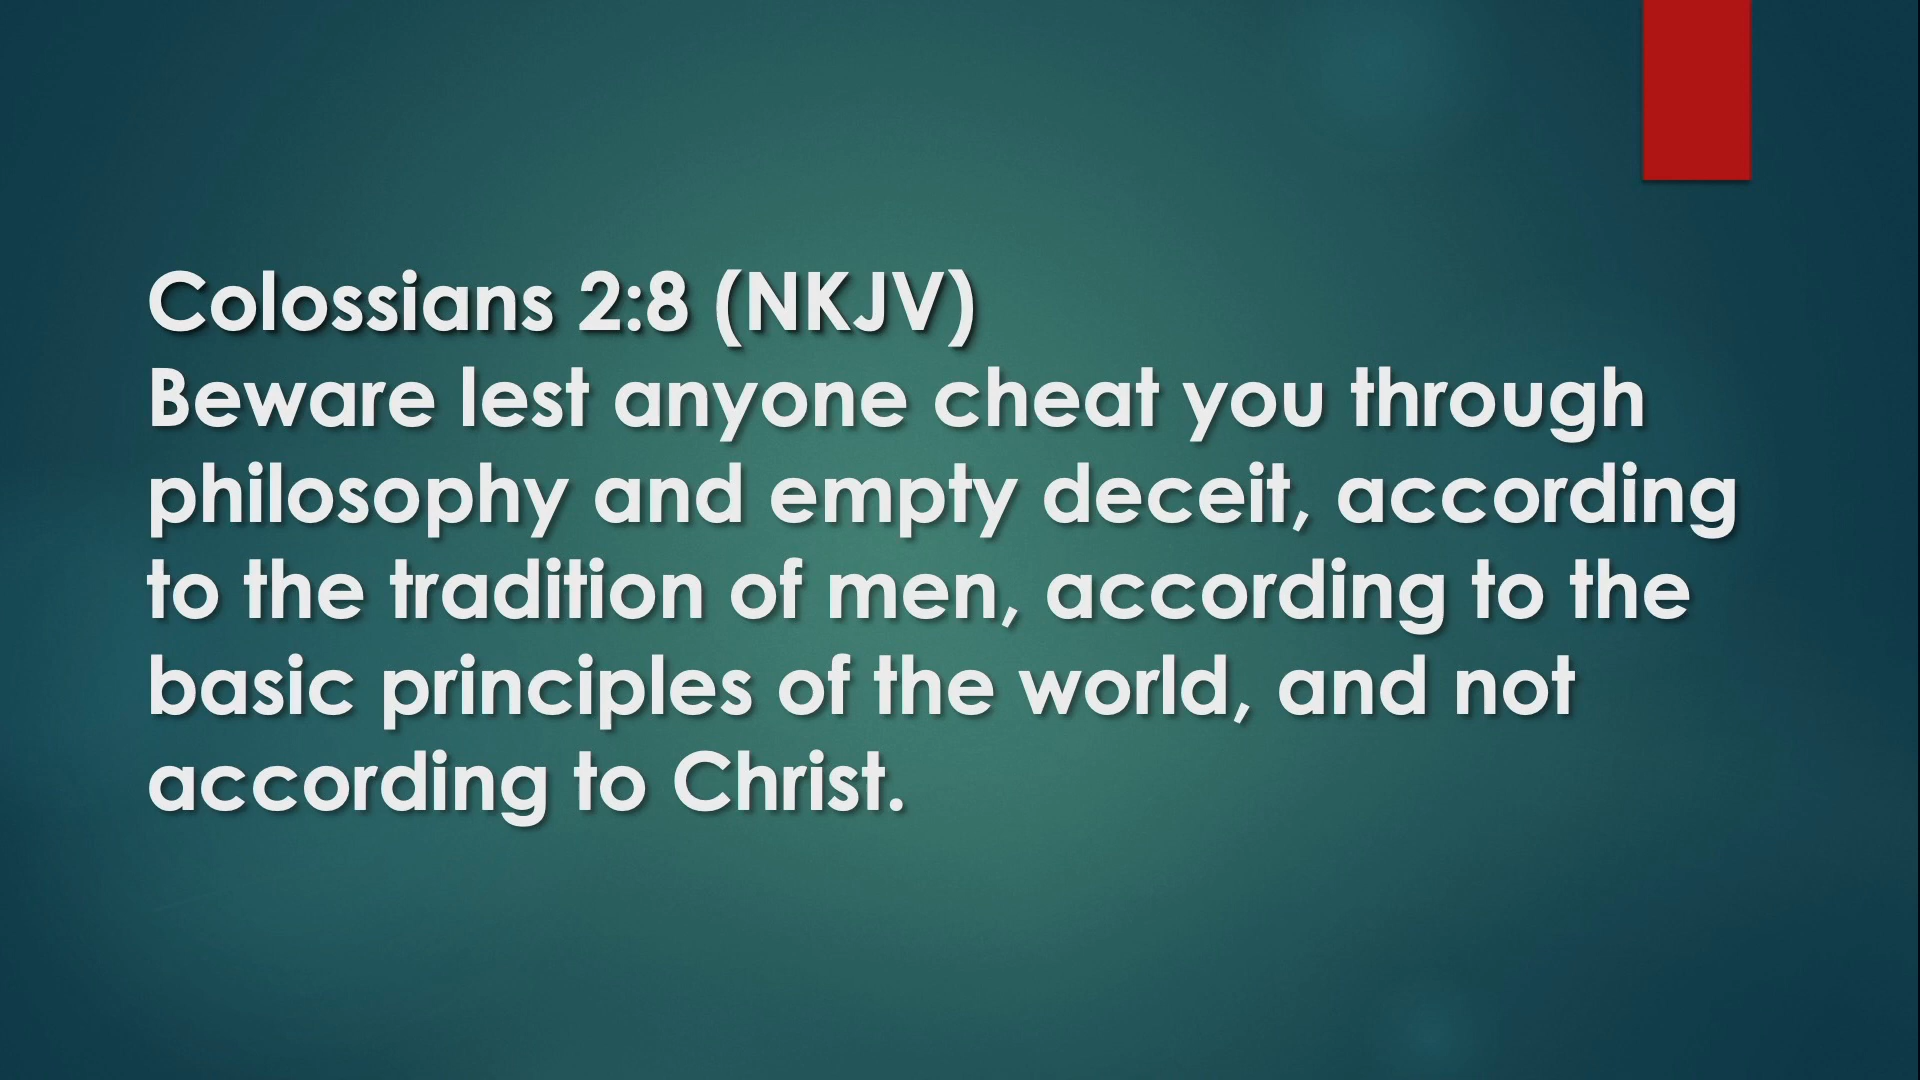 Colossians 2:8 (NKJV)
Beware lest anyone cheat you through
philosophy and empty deceit, according
to the tradition of men, according to the
basic principles of the world, and not
according to Christ.